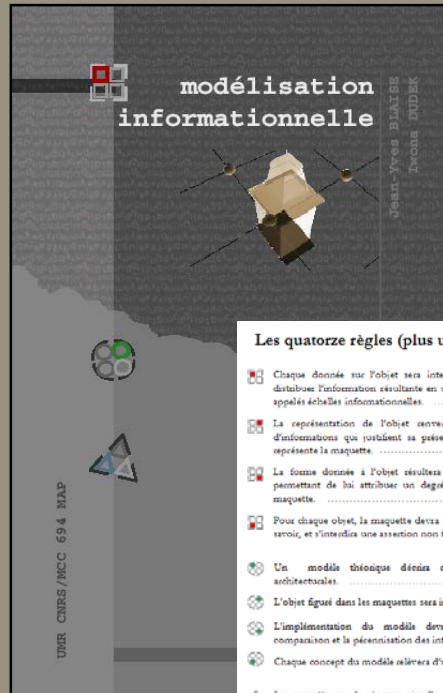 modélisation
informationnelle
Jean-Yves BLAISE
Iwona DUDEK
UMR CNRS/MCC 694 MAP
Les quatorze règles (plus u
Chaque donnée sur l'objet sera inte
distribuer l'information résultante en
appelés échelles informationnelles. ...
La représentation de l'objet renve
d'informations qui justifient sa prése
représente la maquette. ...................
La forme donnée à l'objet résultera
permettant de lui attribuer un degré
maquette. ...................
Pour chaque objet, la maquette devra
savoir, et s'interdira une assertion non f
Un modèle théorique décrira
architecturales. ...................
L'objet figuré dans les maquettes sera in
L'implémentation du modèle devr
comparaison et la pérennisation des inf
Chaque concept du modèle relèvera d'u